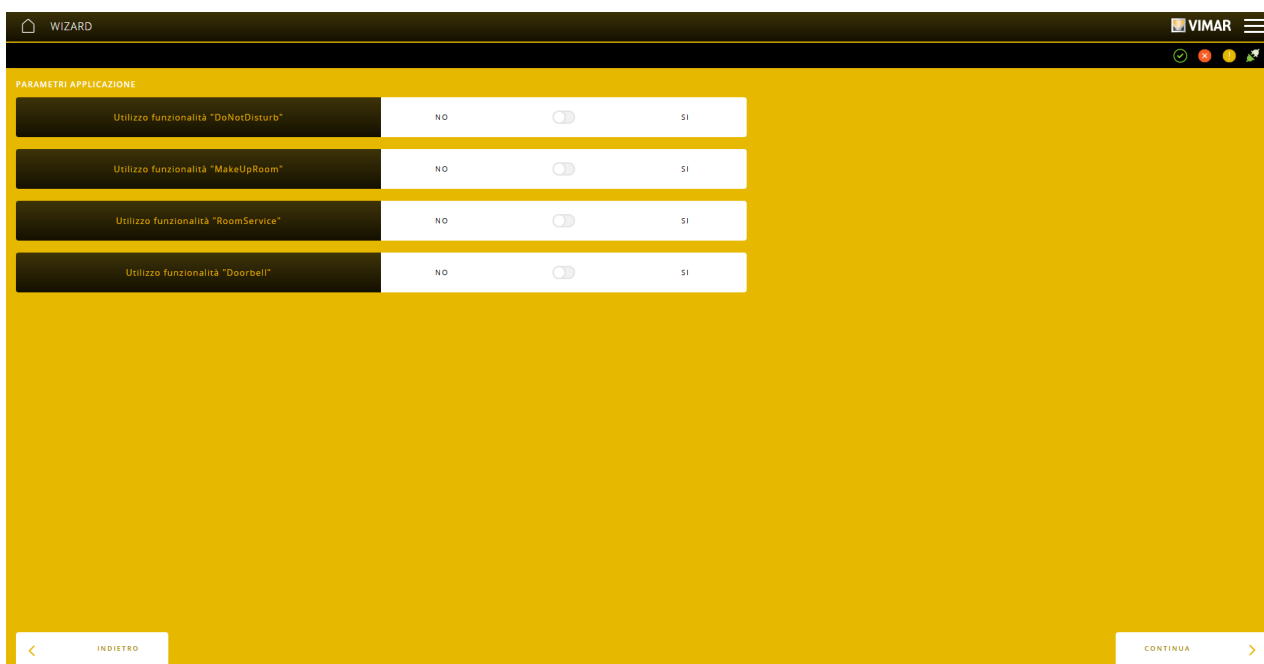 WIZARD
VIMAR
PARAMETRI APPLICAZIONE
Utilizzo funzionalità "DoNotDisturb" NO SI
Utilizzo funzionalità "MakeUpRoom" NO SI
Utilizzo funzionalità "RoomService" NO SI
Utilizzo funzionalità "Doorbell" NO SI
INDIETRO
CONTINUA